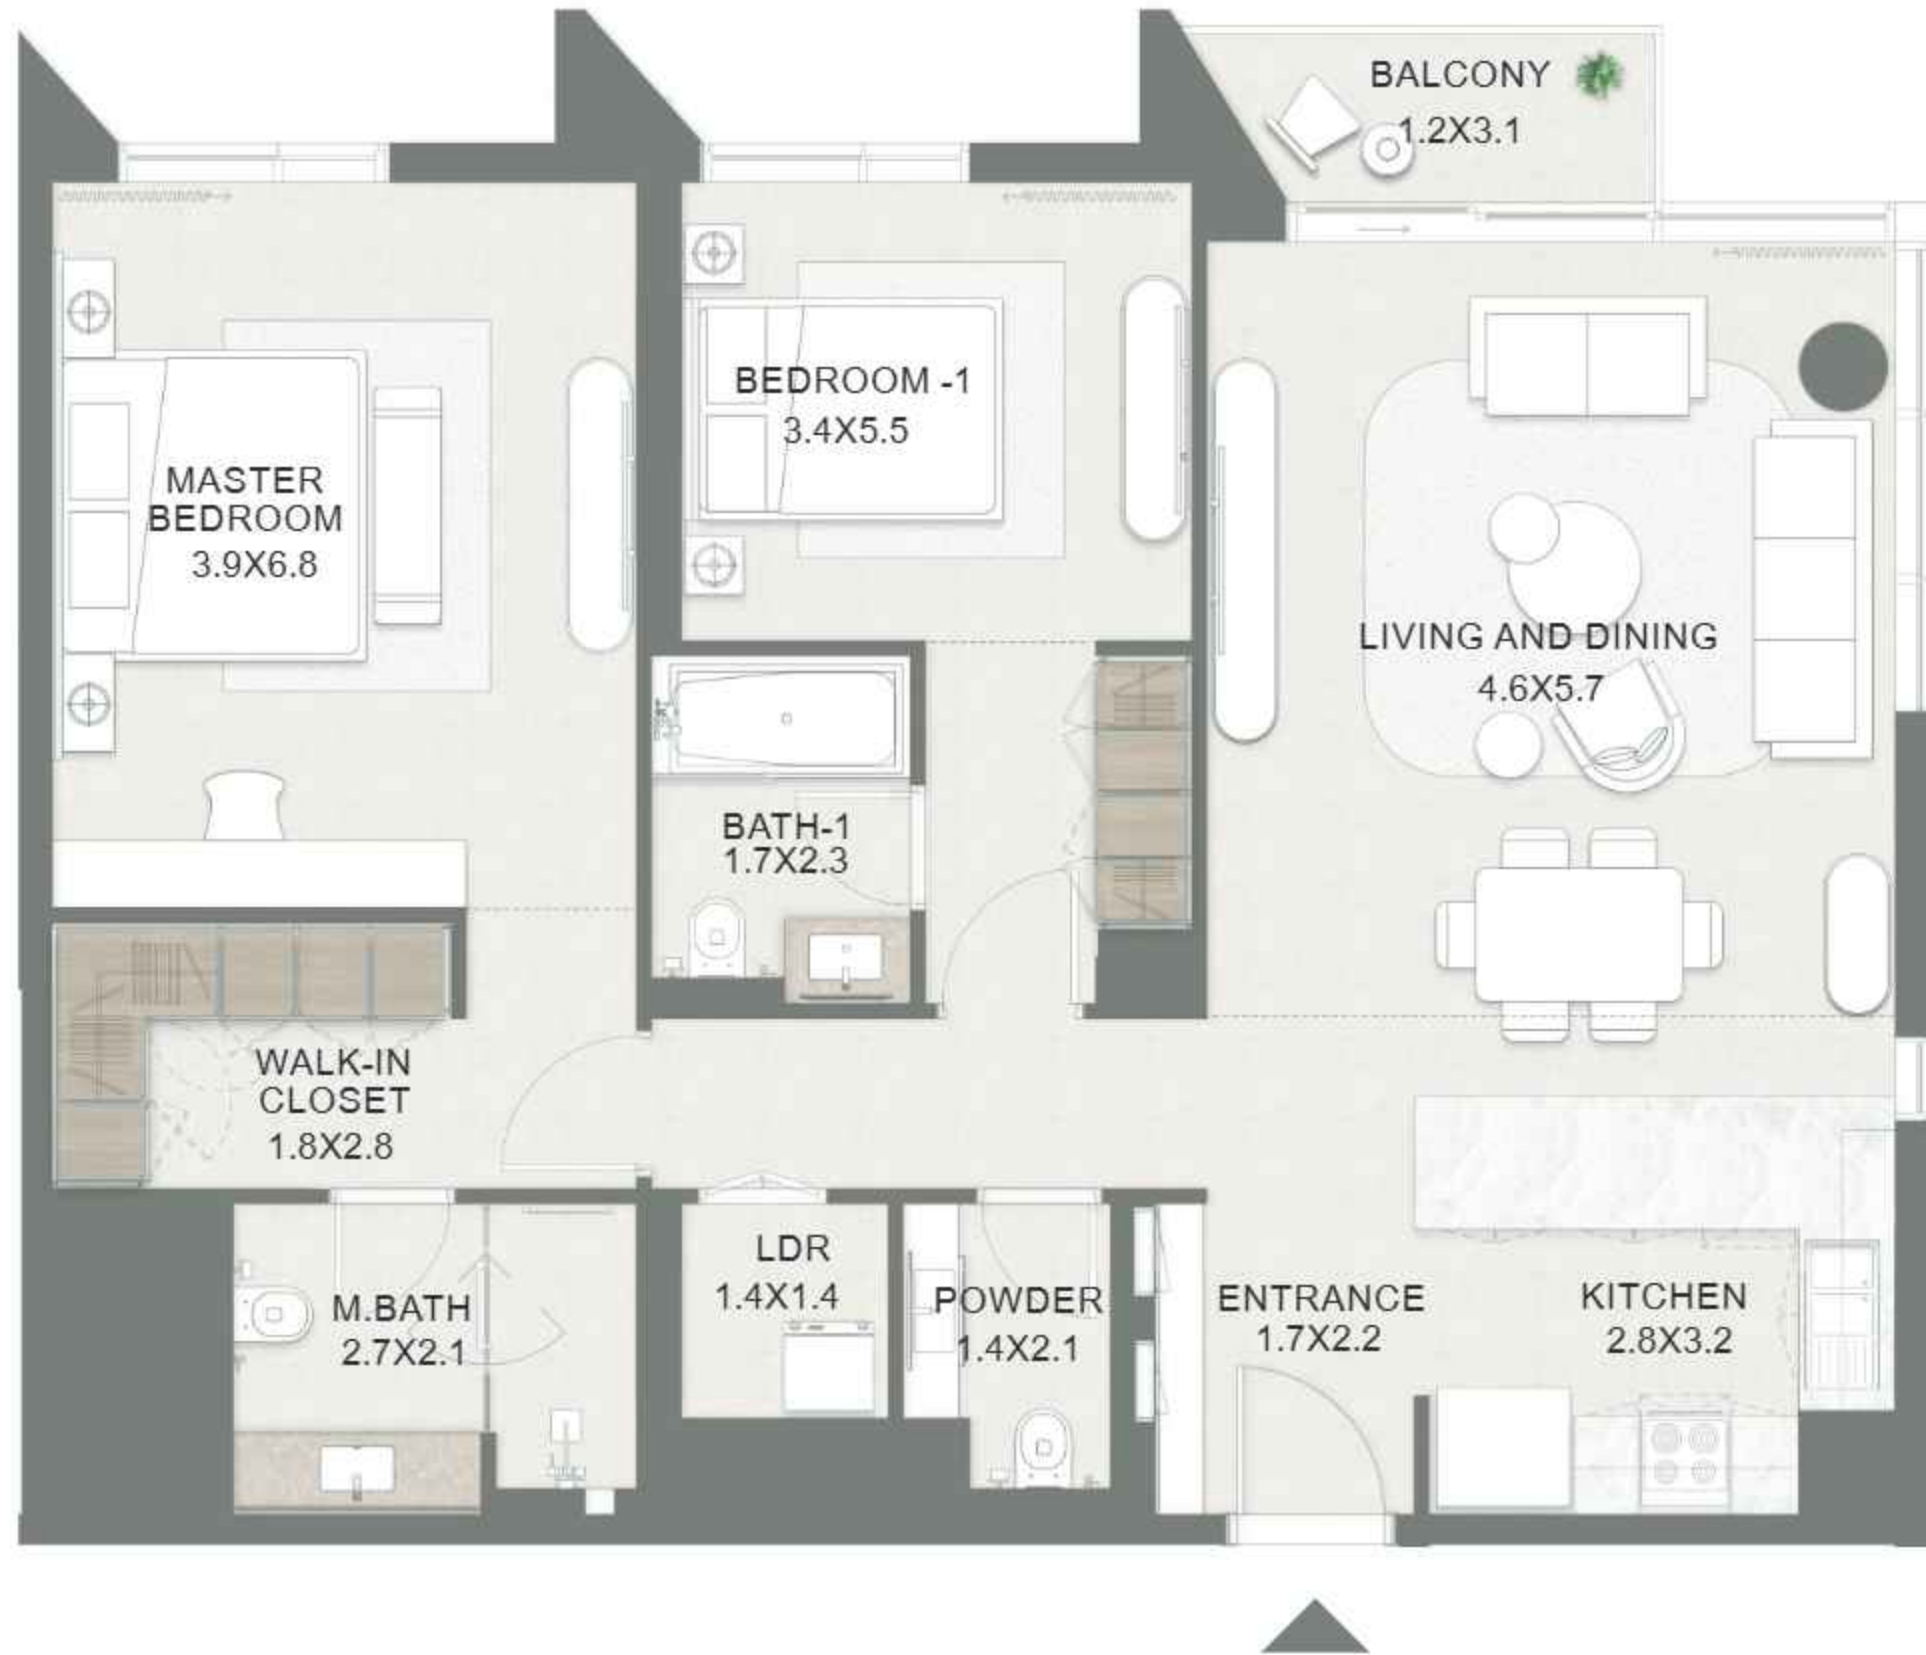 BALCONY
1.2X3.1
BEDROOM -1
3.4X5.5
MASTER
BEDROOM
3.9X6.8
LIVING AND DINING
4.6X5.7
BATH-1
1.7X2.3
WALK-IN
CLOSET
1.8X2.8
LDR
1.4X1.4
M.BATH
2.7X2.1
POWDER
1.4X2.1
ENTRANCE
1.7X2.2
KITCHEN
2.8X3.2